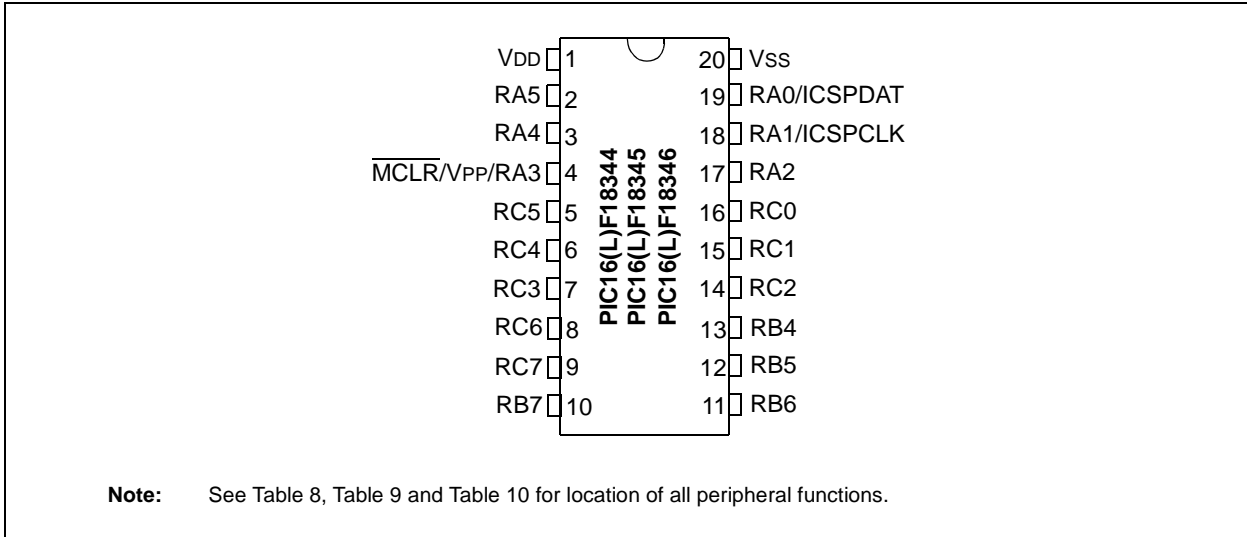 VDD 1 20 VSS
RA5 2 19 RA0/ICSPDAT
RA4 3 18 RA1/ICSPCLK
MCLR/VPP/RA3 4 17 RA2
RC5 5 16 RC0
RC4 6 15 RC1
RC3 7 14 RC2
RC6 8 13 RB4
RC7 9 12 RB5
RB7 10 11 RB6
PIC16(L)F18344
PIC16(L)F18345
PIC16(L)F18346
Note: See Table 8, Table 9 and Table 10 for location of all peripheral functions.